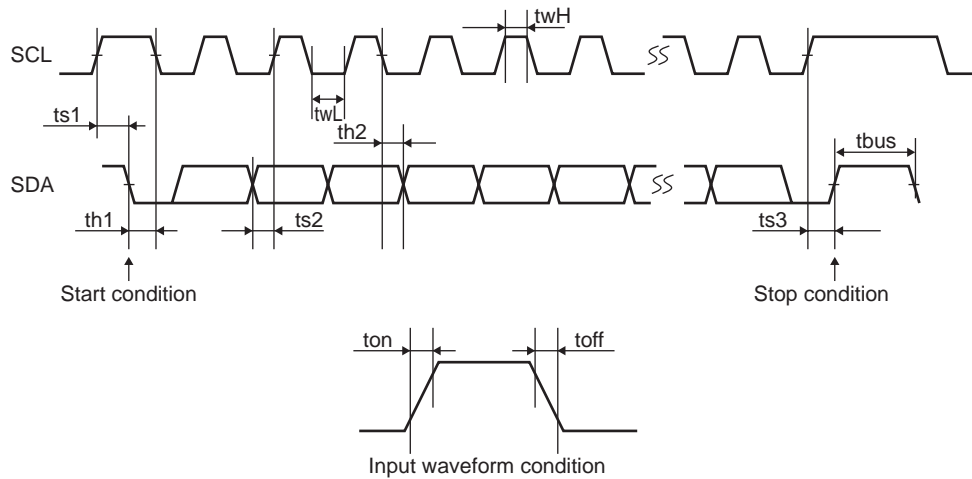 twH
SCL
ts1
twL
th2
tbus
SDA
th1
ts2
ts3
Start condition
Stop condition
ton
toff
Input waveform condition